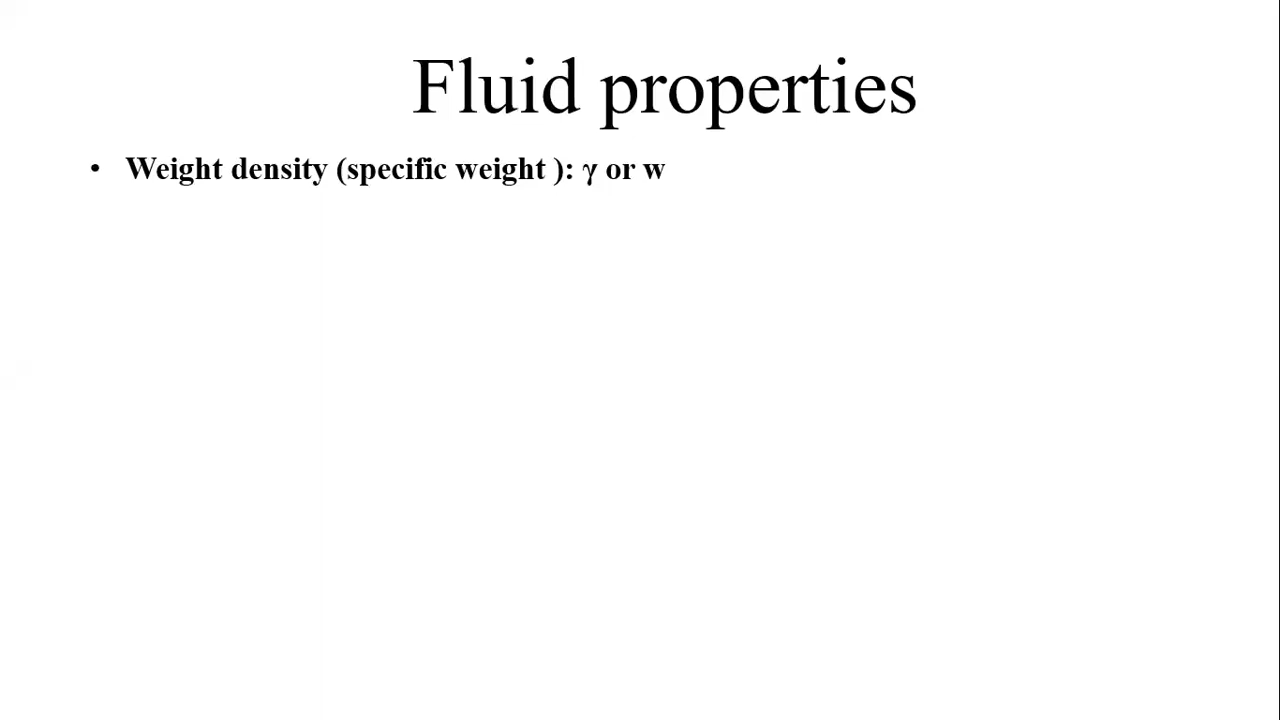 Fluid properties
• Weight density (specific weight ): γ or w